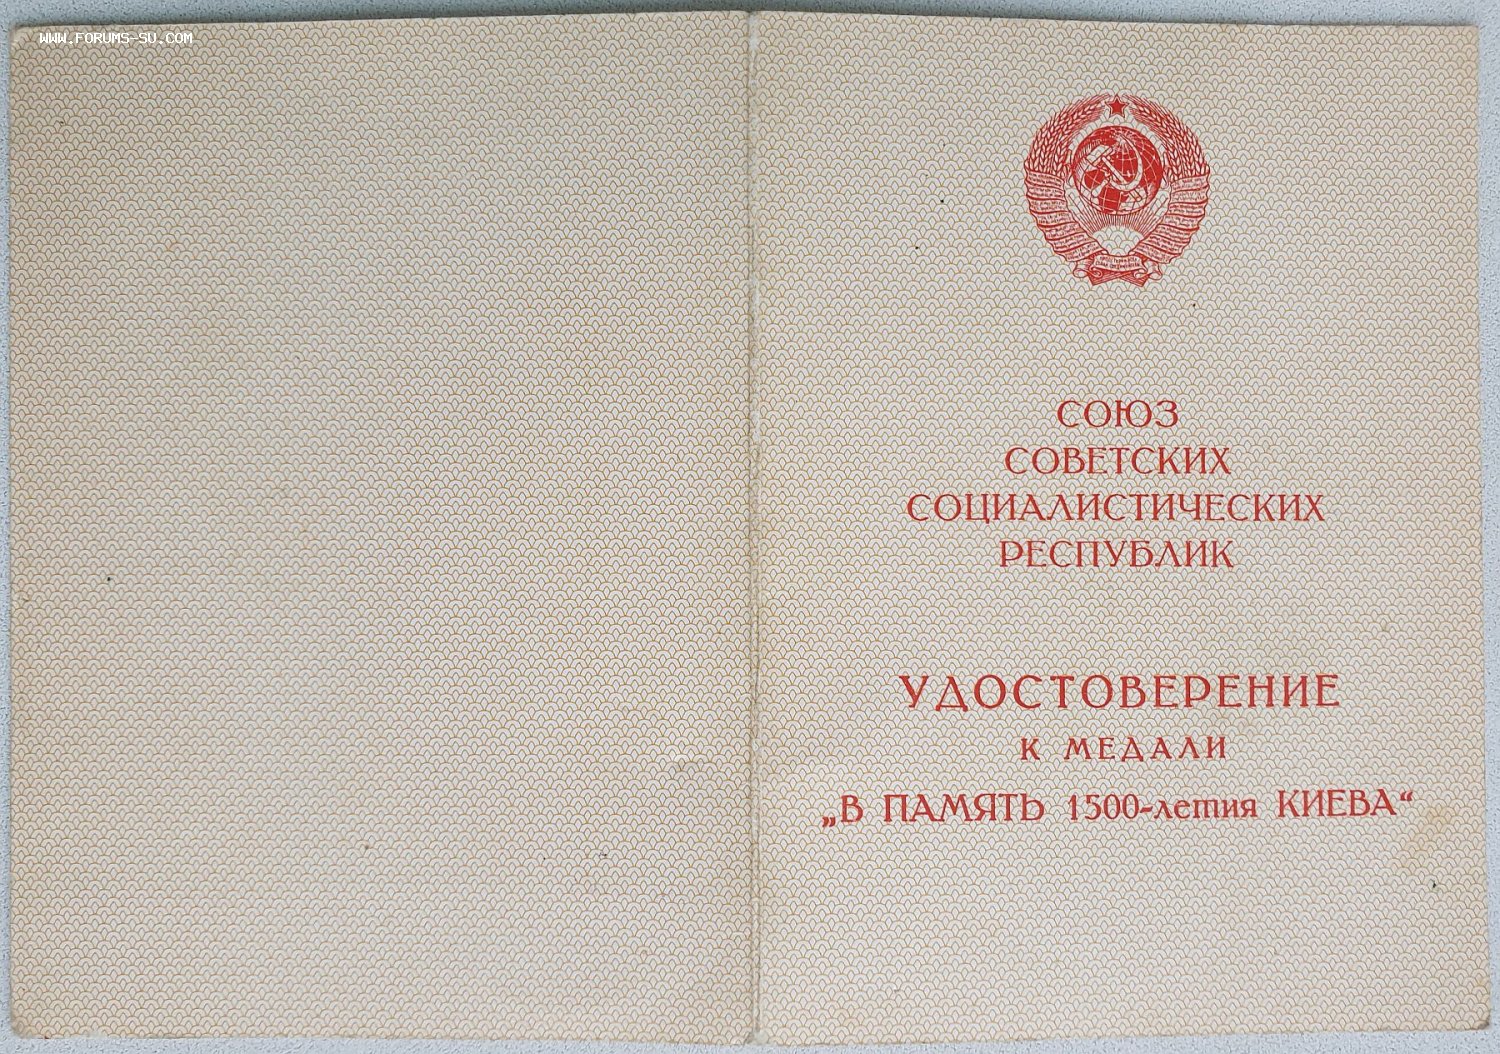 WWW.FORUMS-SU.COM
СОЮЗ
СОВЕТСКИХ
СОЦИАЛИСТИЧЕСКИХ
РЕСПУБЛИК
УДОСТОВЕРЕНИЕ
К МЕДАЛИ
„В ПАМЯТЬ 1500-летия КИЕВА“